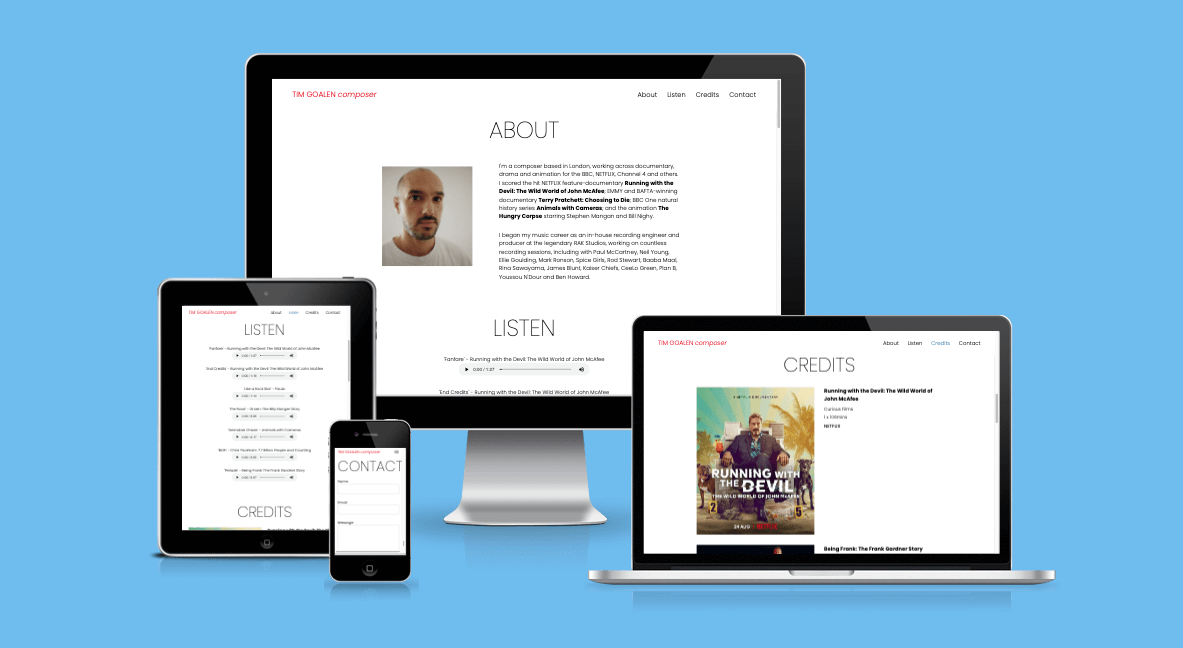 TIM GOALEN composer
About Listen Credits Contact
ABOUT
I'm a composer based in London, working across documentary,
drama and animation for the BBC, NETFLIX, Channel 4 and others.
I scored the hit NETFLIX feature-documentary Running with the
Devil: The Wild World of John McAfee; EMMY and BAFTA-winning
documentary Terry Pratchett: Choosing to Die; BBC One natural
history series Animals with Cameras; and the animation The
Hungry Corpse starring Stephen Mangan and Bill Nighy.
I began my music career as an in-house recording engineer and
producer at the legendary RAK Studios, working on countless
recording sessions, including with Paul McCartney, Neil Young,
Ellie Goulding, Mark Ronson, Spice Girls, Rod Stewart, Baaba Maal,
Rina Sawayama, James Blunt, Kaiser Chiefs, CeeLo Green, Plan B,
Youssou N'Dour and Ben Howard.
LISTEN
'Fanfare' - Running with the Devil: The Wild World of John McAfee
0:00 / 1:27
'End Credits' - Running with the Devil: The Wild World of John McAfee
TIM GOALEN composer
About Listen Credits Contact
LISTEN
'Fanfare' - Running with the Devil: The Wild World of John McAfee
0:00 / 1:27
'End Credits' - Running with the Devil: The Wild World of John McAfee
CREDITS
TIM GOALEN composer
CONTACT
Name
Email
Message
TIM GOALEN composer
About Listen Credits Contact
CREDITS
Running with the Devil: The Wild World of
John McAfee
Curious Films
1 x 106mins
NETFLIX
RUNNING WITH
THE DEVIL
THE WILD WORLD OF JOHN McAFEE
24 AUG NETFLIX
Being Frank: The Frank Gardner Story